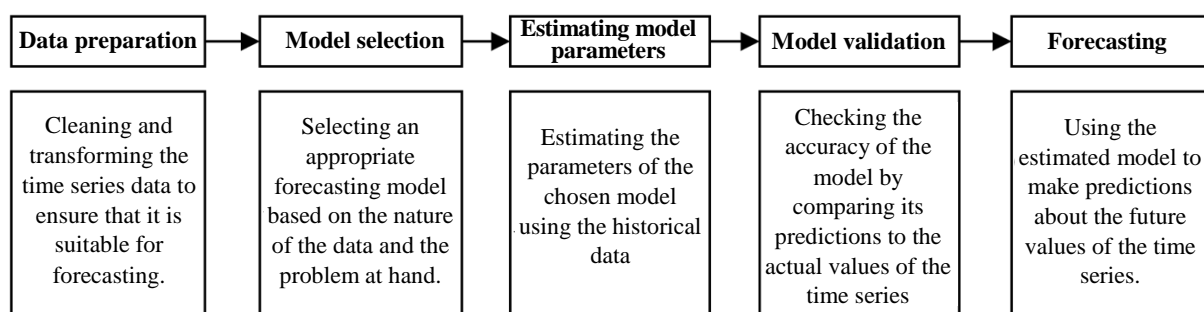 Data preparation
Model selection
Estimating model
parameters
Model validation
Forecasting
Cleaning and
transforming the
time series data to
ensure that it is
suitable for
forecasting.
Selecting an
appropriate
forecasting model
based on the nature
of the data and the
problem at hand.
Estimating the
parameters of the
chosen model
using the historical
data
Checking the
accuracy of the
model by
comparing its
predictions to the
actual values of the
time series
Using the
estimated model to
make predictions
about the future
values of the time
series.